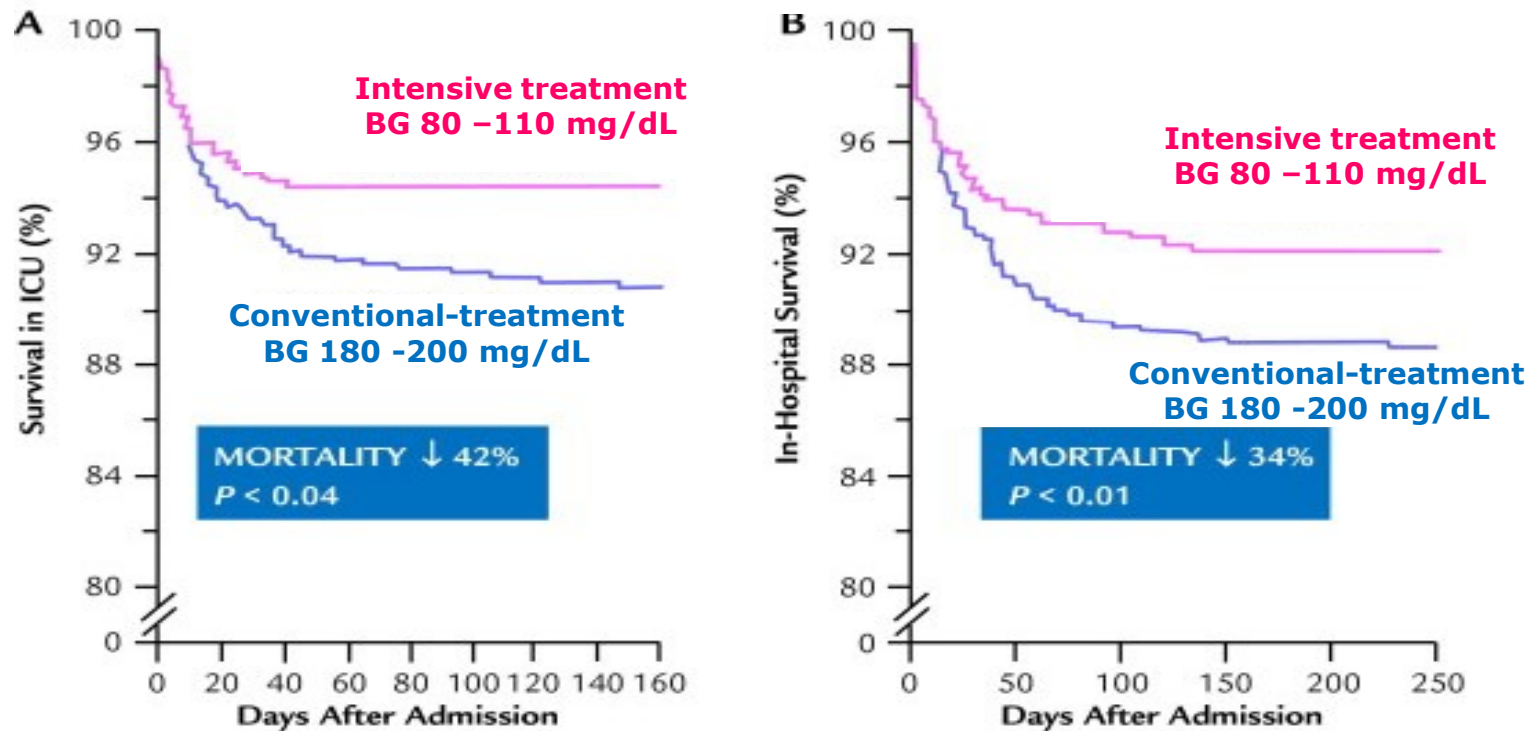 A
100
96
92
88
84
80
0
Survival in ICU (%)
Intensive treatment
BG 80 –110 mg/dL
Conventional-treatment
BG 180 -200 mg/dL
MORTALITY ↓ 42%
P < 0.04
0 20 40 60 80 100 120 140 160
Days After Admission
B
100
96
92
88
84
80
0
In-Hospital Survival (%)
Intensive treatment
BG 80 –110 mg/dL
Conventional-treatment
BG 180 -200 mg/dL
MORTALITY ↓ 34%
P < 0.01
0 50 100 150 200 250
Days After Admission